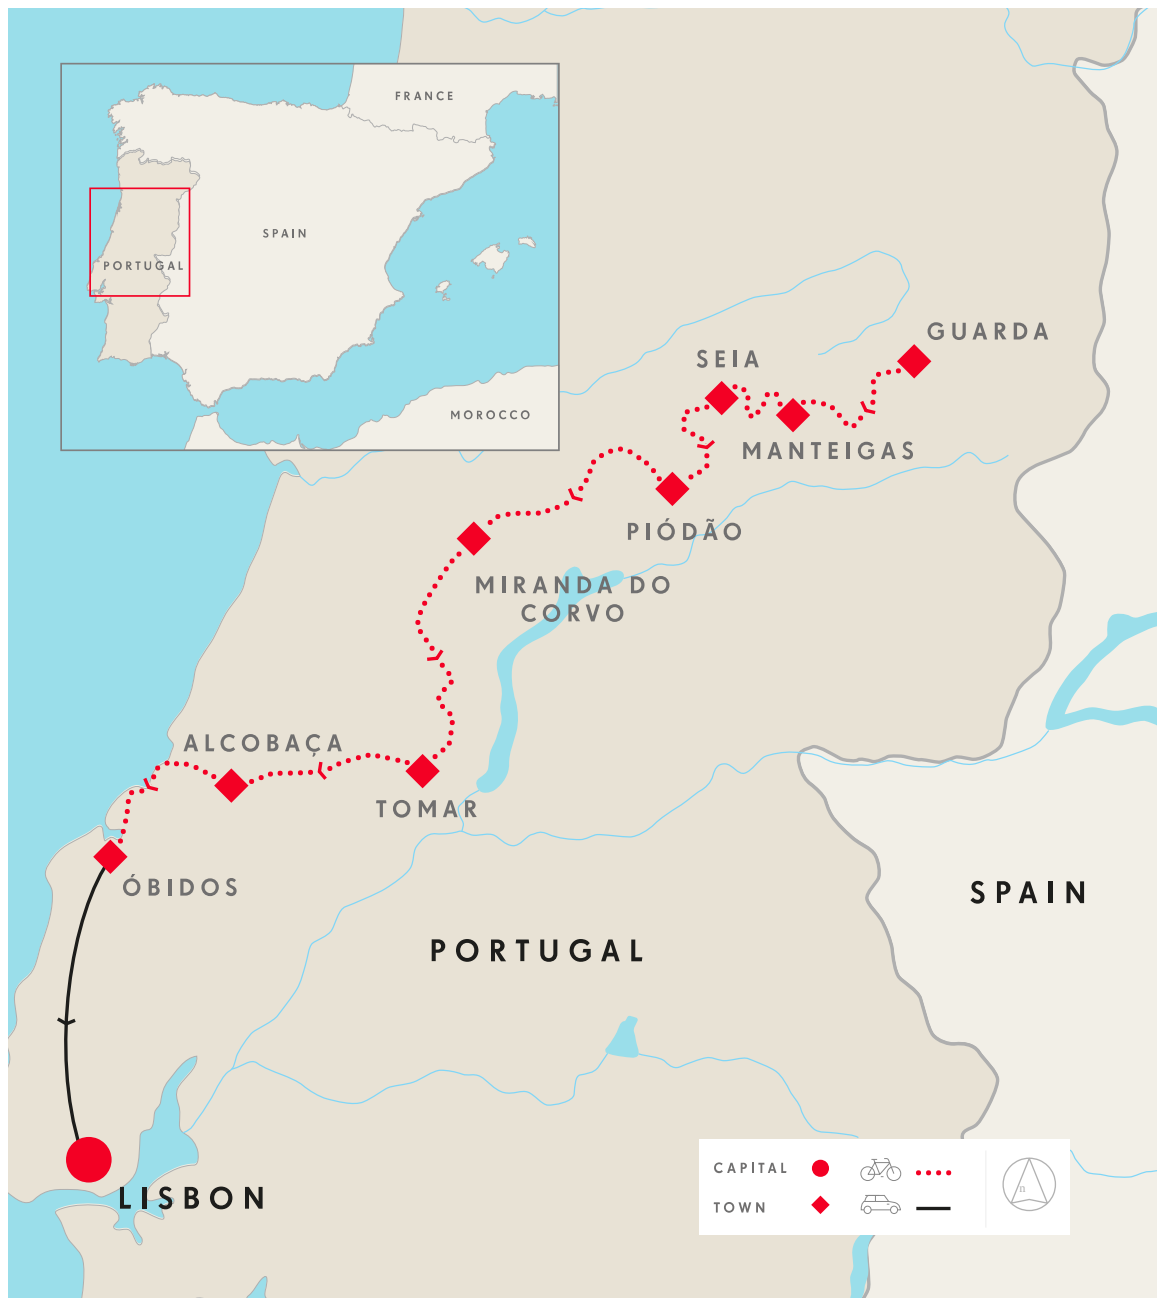 FRANCE
SPAIN
PORTUGAL
MOROCCO
GUARDA
SEIA
MANTEIGAS
PIÓDÃO
MIRANDA DO
CORVO
ALCOBAÇA
TOMAR
ÓBIDOS
SPAIN
PORTUGAL
LISBON
CAPITAL
TOWN
n